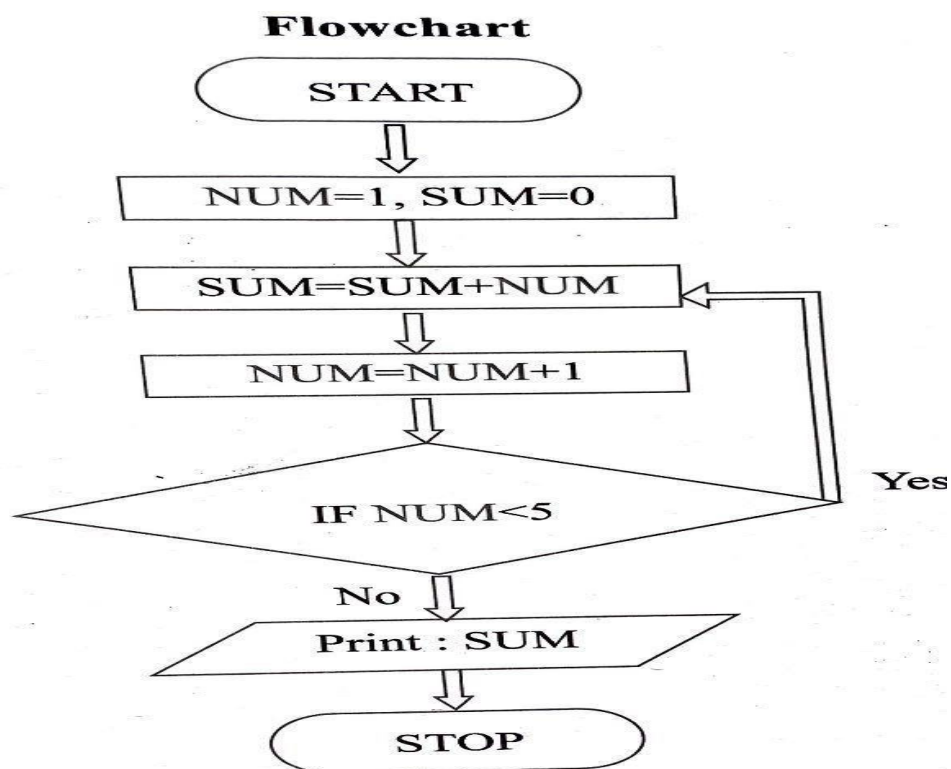 Flowchart
START
NUM=1, SUM=0
SUM=SUM+NUM
NUM=NUM+1
IF NUM<5
Yes
No
Print : SUM
STOP